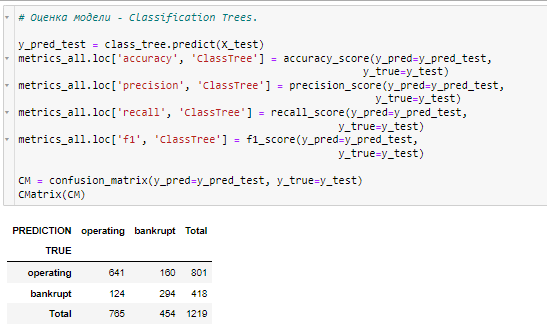 # Оценка модели - Classification Trees.
y_pred_test = class_tree.predict(X_test)
metrics_all.loc['accuracy', 'ClassTree'] = accuracy_score(y_pred=y_pred_test,
y_true=y_test)
metrics_all.loc['precision', 'ClassTree'] = precision_score(y_pred=y_pred_test,
y_true=y_test)
metrics_all.loc['recall', 'ClassTree'] = recall_score(y_pred=y_pred_test,
y_true=y_test)
metrics_all.loc['f1', 'ClassTree'] = f1_score(y_pred=y_pred_test,
y_true=y_test)
CM = confusion_matrix(y_pred=y_pred_test, y_true=y_test)
CMatrix(CM)
PREDICTION operating bankrupt Total
TRUE
operating 641 160 801
bankrupt 124 294 418
Total 765 454 1219